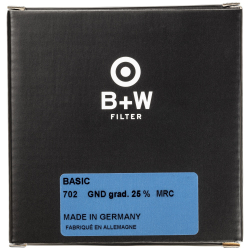 B+W
FILTER
BASIC
702 GND grad. 25 % MRC
MADE IN GERMANY
FABRIQUÉ EN ALLEMAGNE